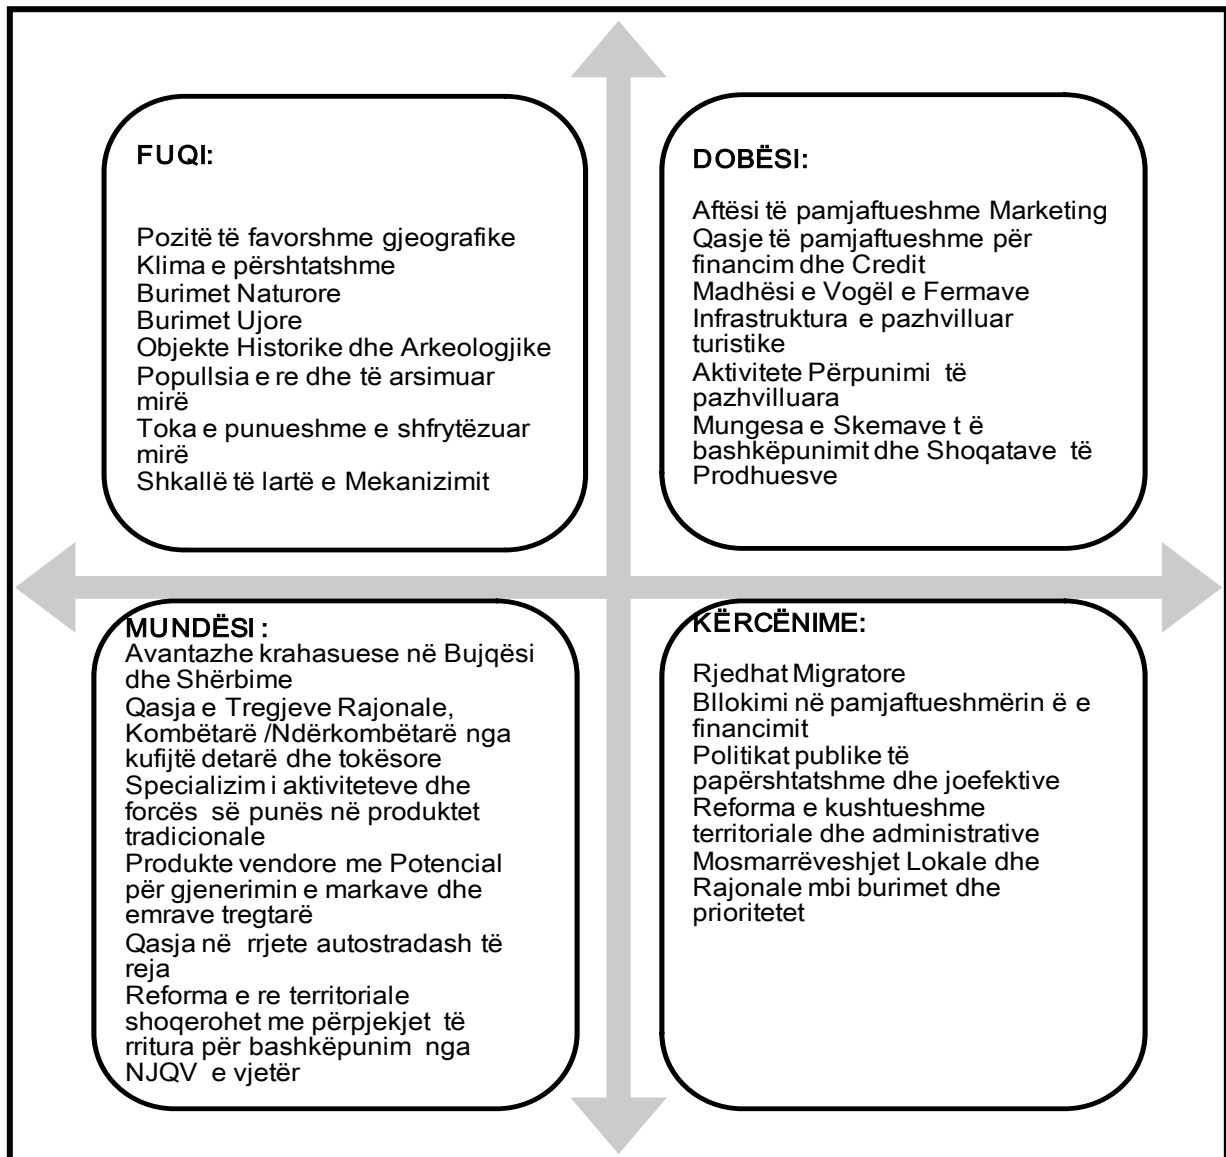 FUQI:
Pozitë të favorshme gjeografike
Klima e përshtatshme
Burimet Naturore
Burimet Ujore
Objekte Historike dhe Arkeologjike
Popullsia e re dhe të arsimuar
mirë
Toka e punueshme e shfrytëzuar
mirë
Shkallë të lartë e Mekanizimit
DOBËSI:
Aftësi të pamjaftueshme Marketing
Qasje të pamjaftueshme për
financim dhe Credit
Madhësi e Vogël e Fermave
Infrastruktura e pazhvilluar
turistike
Aktivitete Përpunimi të
pazhvilluara
Mungesa e Skemave t ë
bashkëpunimit dhe Shoqatave të
Prodhuesve
MUNDËSI :
Avantazhe krahasuese në Bujqësi
dhe Shërbime
Qasja e Tregjeve Rajonale,
Kombëtarë /Ndërkombëtarë nga
kufijtë detarë dhe tokësore
Specializim i aktiviteteve dhe
forcës së punës në produktet
tradicionale
Produkte vendore me Potencial
për gjenerimin e markave dhe
emrave tregtarë
Qasja në rrjete autostradash të
reja
Reforma e re territoriale
shoqerohet me përpjekjet të
rritura për bashkëpunim nga
NJQV e vjetër
KËRCËNIME:
Rjedhat Migratore
Bllokimi në pamjaftueshmërin ë e
financimit
Politikat publike të
papërshtatshme dhe joefektive
Reforma e kushtueshme
territoriale dhe administrative
Mosmarrëveshjet Lokale dhe
Rajonale mbi burimet dhe
prioritetet